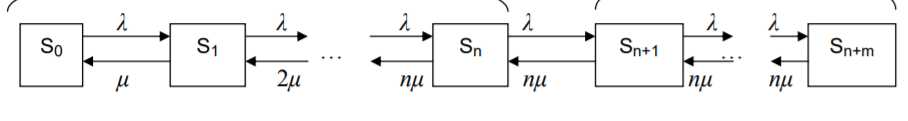 λ λ λ λ λ λ
S₀ S₁ ... Sₙ Sₙ₊₁ ... Sₙ₊ₘ
μ 2μ nμ nμ nμ nμ